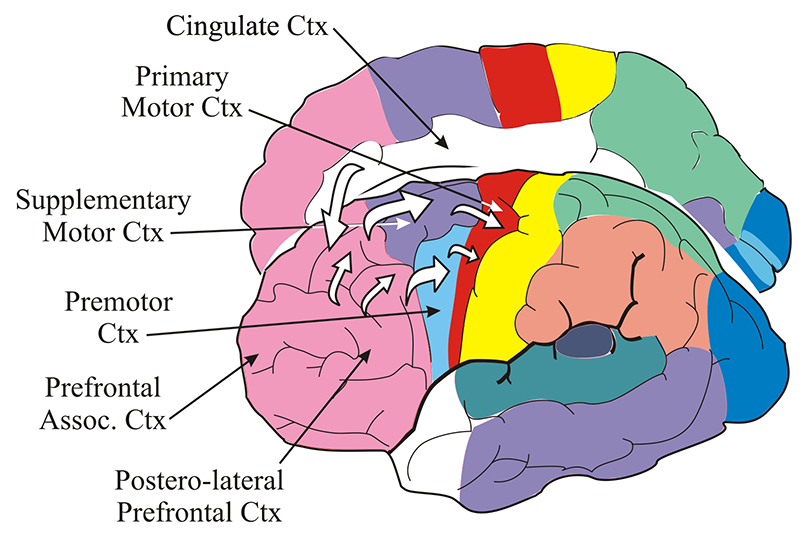 Cingulate Ctx
Primary
Motor Ctx
Supplementary
Motor Ctx
Premotor
Ctx
Prefrontal
Assoc. Ctx
Postero-lateral
Prefrontal Ctx